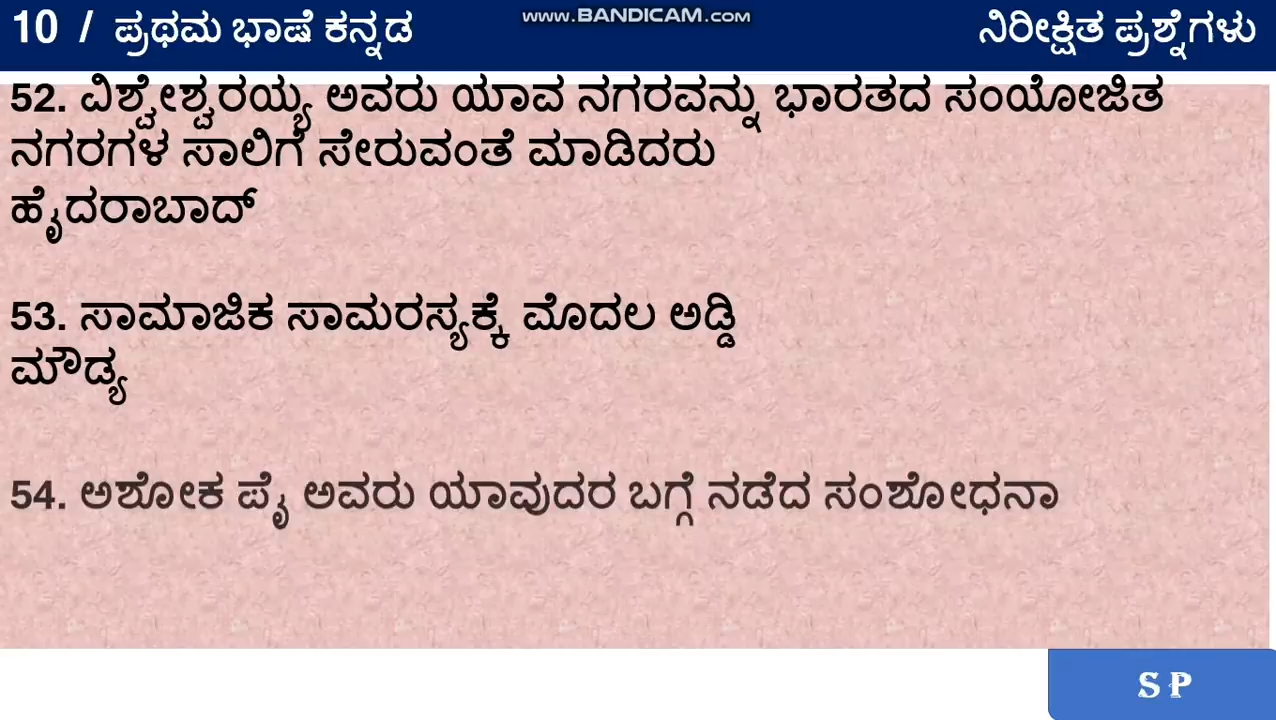 10 / ಪ್ರಥಮ ಭಾಷೆ ಕನ್ನಡ
www.BANDICAM.com
ನಿರೀಕ್ಷಿತ ಪ್ರಶ್ನೆಗಳು
52. ವಿಶ್ವೇಶ್ವರಯ್ಯ ಅವರು ಯಾವ ನಗರವನ್ನು ಭಾರತದ ಸಂಯೋಜಿತ
ನಗರಗಳ ಸಾಲಿಗೆ ಸೇರುವಂತೆ ಮಾಡಿದರು
ಹೈದರಾಬಾದ್
53. ಸಾಮಾಜಿಕ ಸಾಮರಸ್ಯಕ್ಕೆ ಮೊದಲ ಅಡ್ಡಿ
ಮೌಡ್ಯ
54. ಅಶೋಕ ಪೈ ಅವರು ಯಾವುದರ ಬಗ್ಗೆ ನಡೆದ ಸಂಶೋಧನಾ
S P